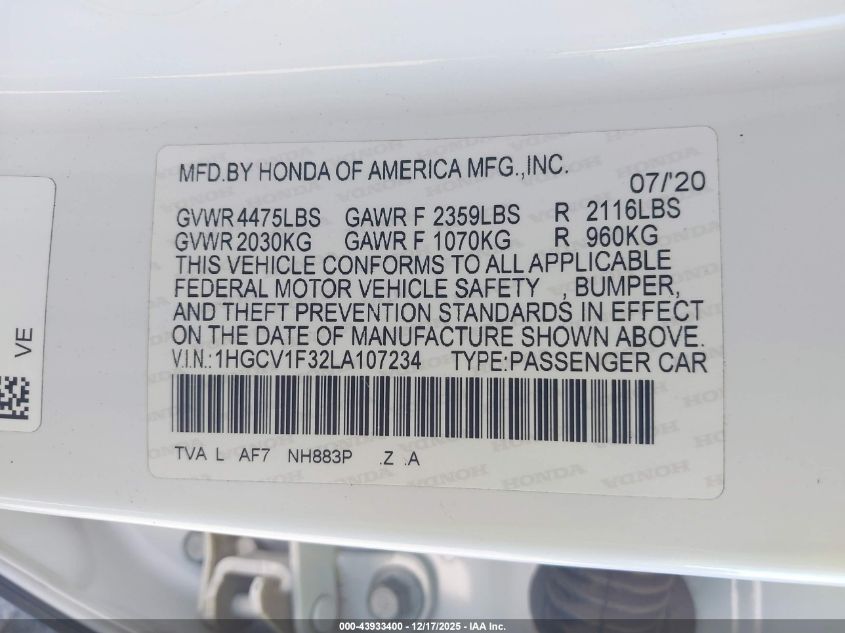 MFD.BY HONDA OF AMERICA MFG.,INC.
07/'20
GVWR 4475LBS GAWR F 2359LBS R 2116LBS
GVWR 2030KG GAWR F 1070KG R 960KG
THIS VEHICLE CONFORMS TO ALL APPLICABLE
FEDERAL MOTOR VEHICLE SAFETY , BUMPER,
AND THEFT PREVENTION STANDARDS IN EFFECT
ON THE DATE OF MANUFACTURE SHOWN ABOVE.
V.I.N.:1HGCV1F32LA107234 TYPE:PASSENGER CAR
TVA L AF7 NH883P .Z .A
VE
000-43933400 - 12/17/2025 - IAA Inc.